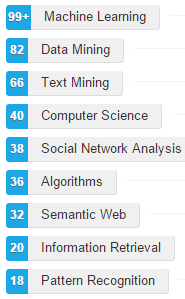 99+ Machine Learning
82 Data Mining
66 Text Mining
40 Computer Science
38 Social Network Analysis
36 Algorithms
32 Semantic Web
20 Information Retrieval
18 Pattern Recognition